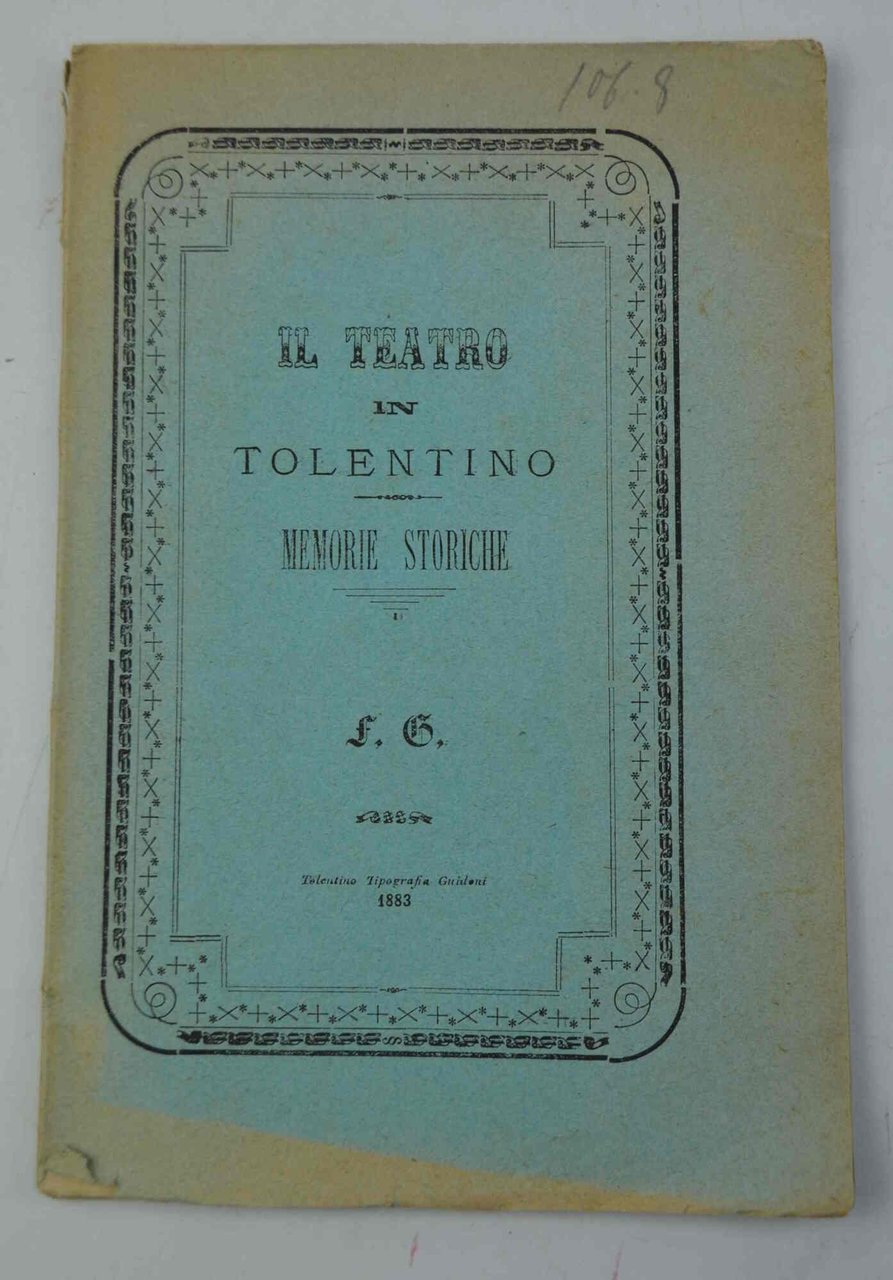 106.8
IL TEATRO
IN
TOLENTINO
MEMORIE STORICHE
F. G.
Tolentino Tipografia Guidoni
1883